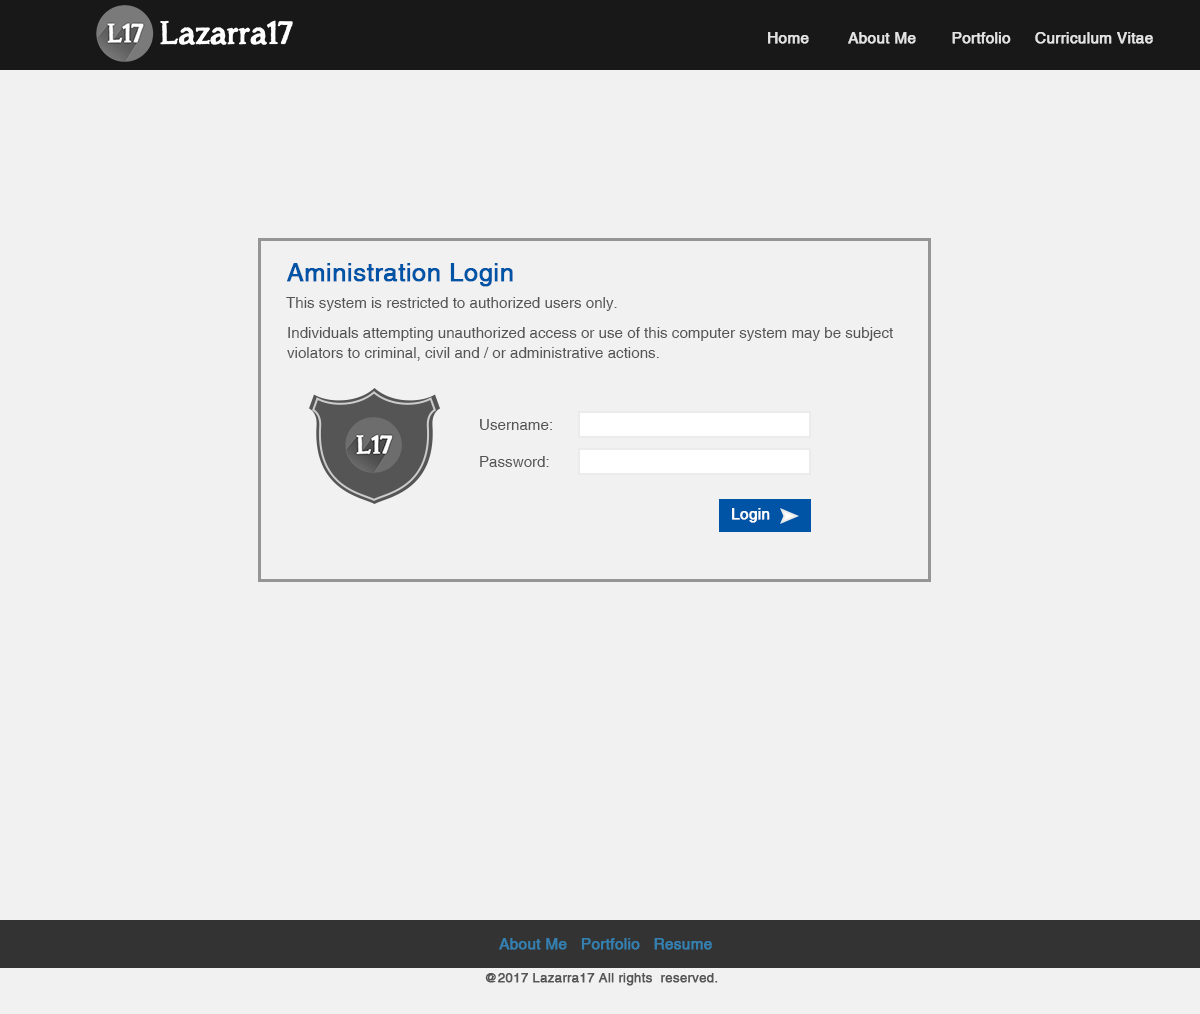 L17 Lazarra17
Home About Me Portfolio Curriculum Vitae
Aministration Login
This system is restricted to authorized users only.
Individuals attempting unauthorized access or use of this computer system may be subject
violators to criminal, civil and / or administrative actions.
L17
Username:
Password:
Login
About Me Portfolio Resume
@2017 Lazarra17 All rights reserved.